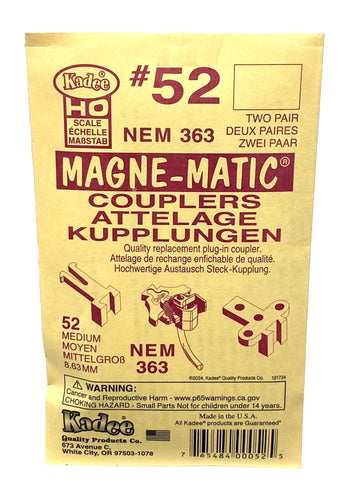 Kadee
HO
SCALE
ÉCHELLE
MABSTAB
#52
NEM 363
TWO PAIR
DEUX PAIRES
ZWEI PAAR
MAGNE-MATIC®
COUPLERS
ATTELAGE
KUPPLUNGEN
Quality replacement plug-in coupler.
Attelage de rechange enfichable de qualité.
Hochwertige Austausch Steck-Kupplung.
52
MEDIUM
MOYEN
MITTELGROß
8.63MM
NEM
363
©2024, Kadee® Quality Products Co. 121724
WARNING:
Cancer and Reproductive Harm - www.p65warnings.ca.gov
CHOKING HAZARD - Small Parts Not for children under 14 years.
Kadee
Quality Products Co.
673 Avenue C,
White City, OR 97503-1078
Made in the U.S.A.
All Kadee® products are Guaranteed*
7 65484 00052 5